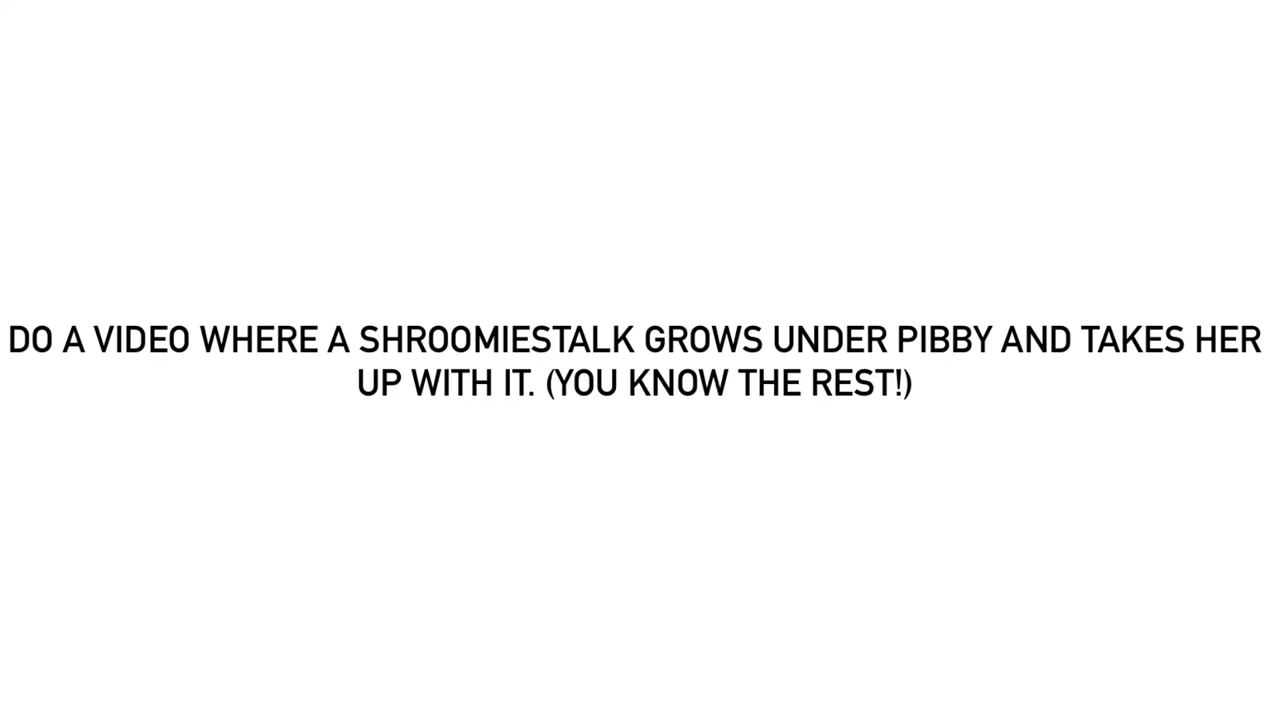 DO A VIDEO WHERE A SHROOMIESTALK GROWS UNDER PIBBY AND TAKES HER
UP WITH IT. (YOU KNOW THE REST!)